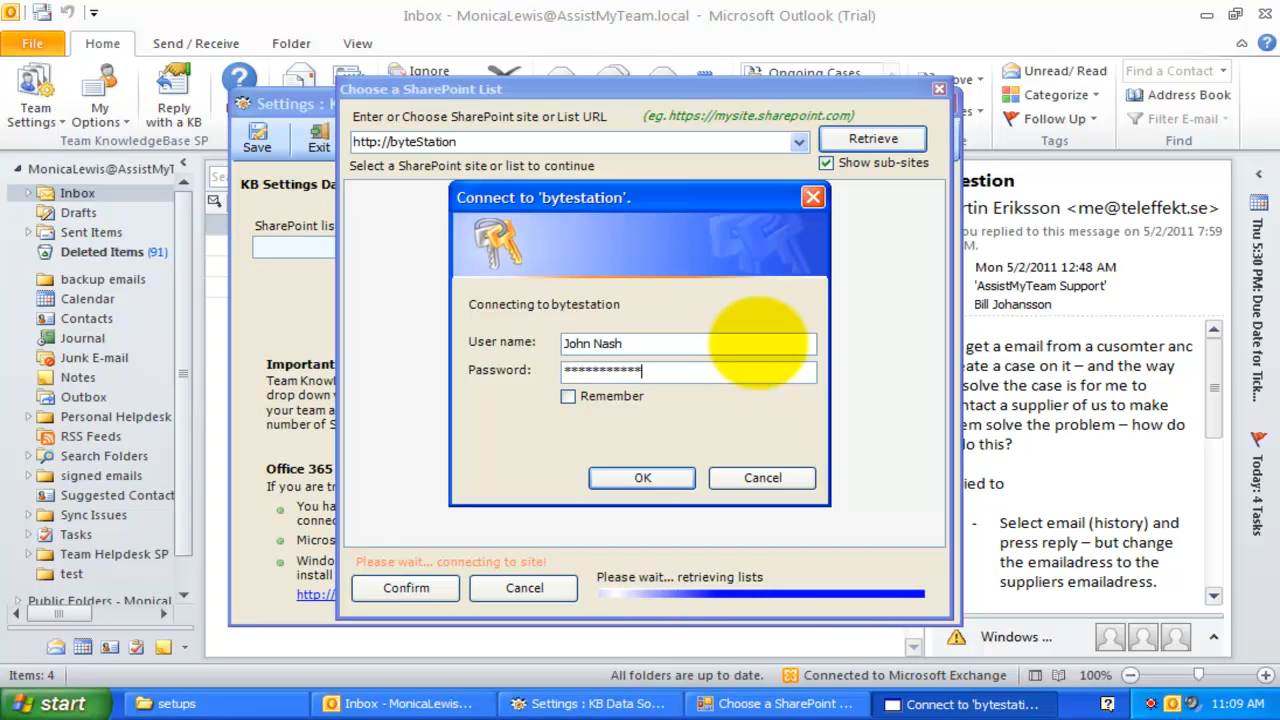 Inbox - MonicaLewis@AssistMyTeam.local - Microsoft Outlook (Trial)
File
Home
Send / Receive
Folder
View
Team
Settings
My
Options
Reply
with a KB
Team KnowledgeBase SP
Ignore
Ongoing Cases
Unread/ Read
Categorize
Follow Up
Tags
Find a Contact
Address Book
Filter E-mail
Find
MonicaLewis@AssistMyT
Inbox
Drafts
Sent Items
Deleted Items (91)
backup emails
Calendar
Contacts
Journal
Junk E-mail
Notes
Outbox
Personal Helpdesk
RSS Feeds
Search Folders
signed emails
Suggested Contact
Sync Issues
Tasks
Team Helpdesk SP
test
Public Folders - Monical
Settings : K
Save
Exit
KB Settings Da
SharePoint lis
Important
Team Knowl
drop down
your team a
number of S
Office 365
If you are tr
You ha
connec
Micros
Windo
install
http:/
Choose a SharePoint List
Enter or Choose SharePoint site or List URL
(eg. https://mysite.sharepoint.com)
http://byteStation
Retrieve
Select a SharePoint site or list to continue
Show sub-sites
Connect to 'bytestation'.
Connecting to bytestation
User name:
John Nash
Password:
***********
Remember
OK
Cancel
Please wait... connecting to site!
Confirm
Cancel
Please wait... retrieving lists
estion
rtin Eriksson <me@teleffekt.se>
ou replied to this message on 5/2/2011 7:59
M.
Mon 5/2/2011 12:48 AM
'AssistMyTeam Support'
Bill Johansson
get a email from a cusomter anc
eate a case on it – and the way
solve the case is for me to
ntact a supplier of us to make
em solve the problem – how do
do this?
ied to
- Select email (history) and
press reply – but change
the emailadress to the
suppliers emailadress.
Windows ...
Thu 5:30 PM: Due Date for Tick...
Today: 4 Tasks
Items: 4
All folders are up to date.
Connected to Microsoft Exchange
100%
start
setups
Inbox - MonicaLewis...
Settings : KB Data So...
Choose a SharePoint ...
Connect to 'bytestati...
11:09 AM